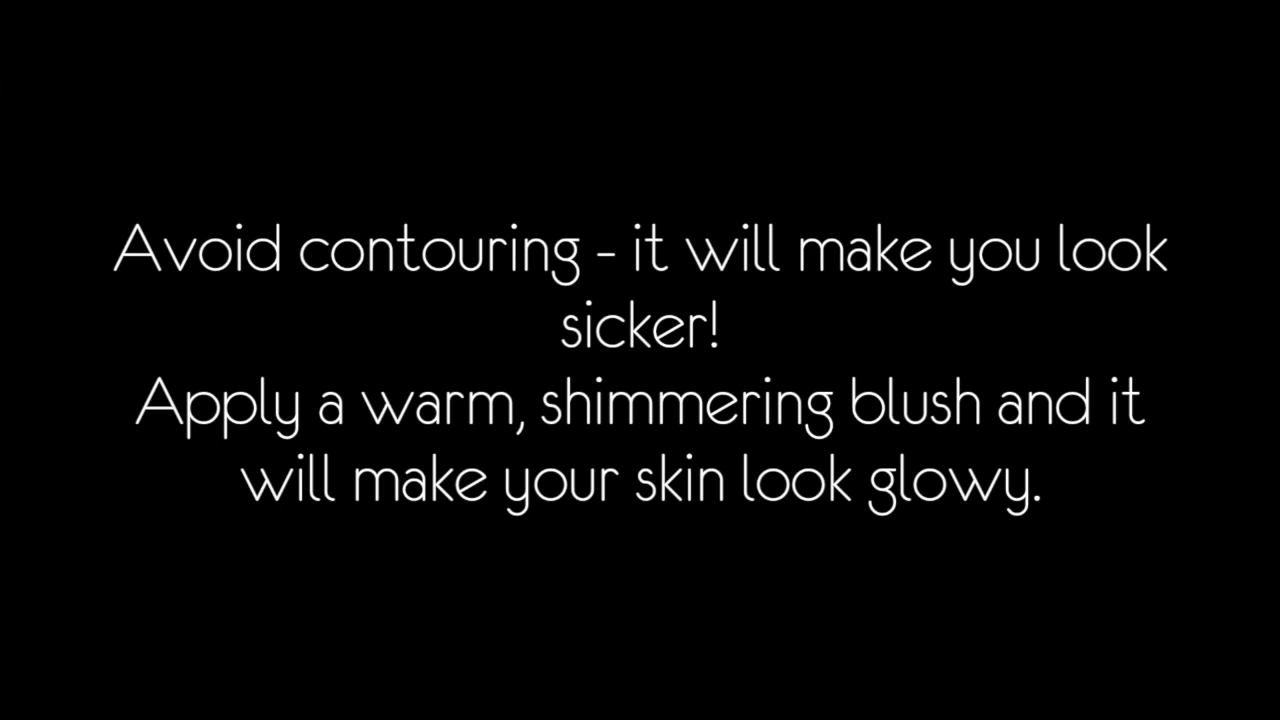 Avoid contouring - it will make you look
sicker!
Apply a warm, shimmering blush and it
will make your skin look glowy.